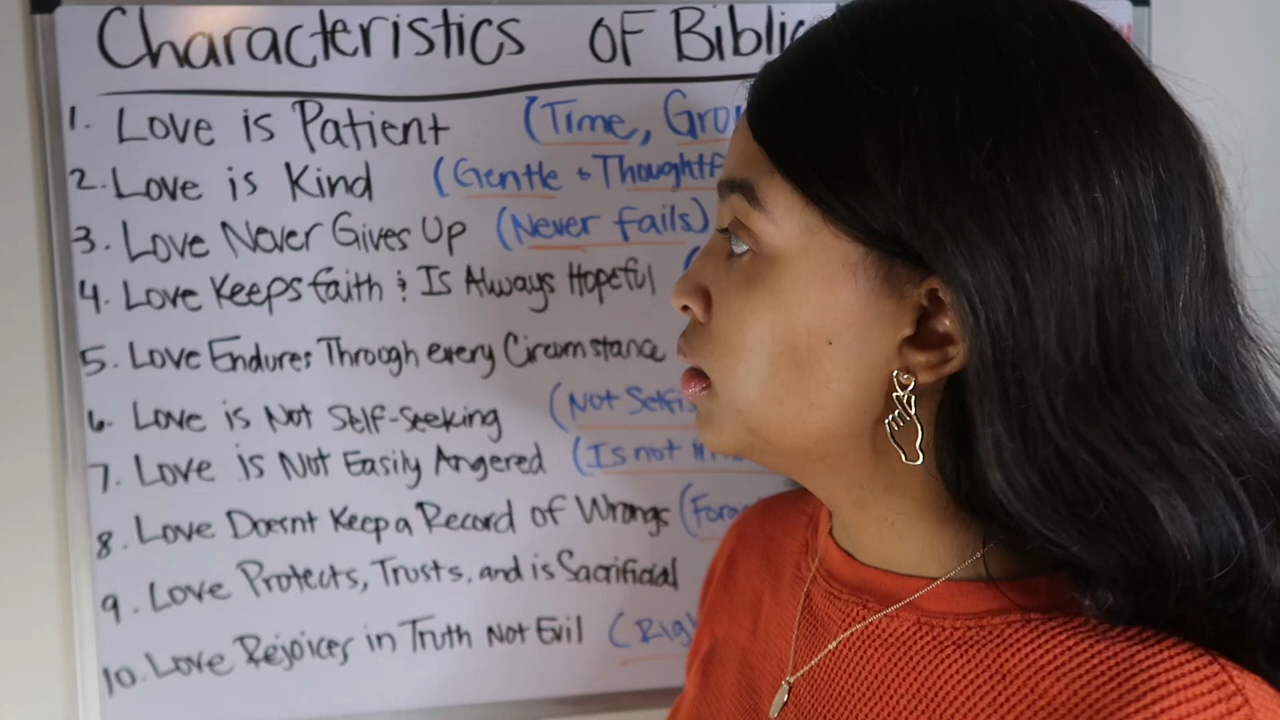 Characteristics OF Biblic
1. Love is Patient (Time, Gro
2. Love is Kind (Gentle & Thoughtf
3. Love Never Gives Up (Never fails)
4. Love Keeps faith & Is Always Hopeful (
5. Love Endures Through every Circumstance
6. Love is Not Self-Seeking (Not Selfis
7. Love is Not Easily Angered (Is not
8. Love Doesnt Keep a Record of Wrongs (Forg
9. Love Protects, Trusts, and is Sacrificial
10. Love Rejoices in Truth Not Evil (Righ